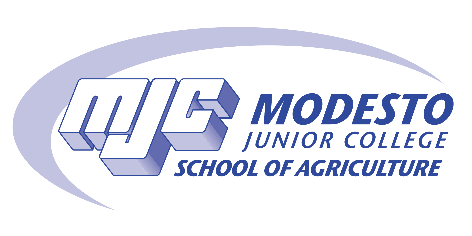 mjc
MODESTO
JUNIOR COLLEGE
SCHOOL OF AGRICULTURE